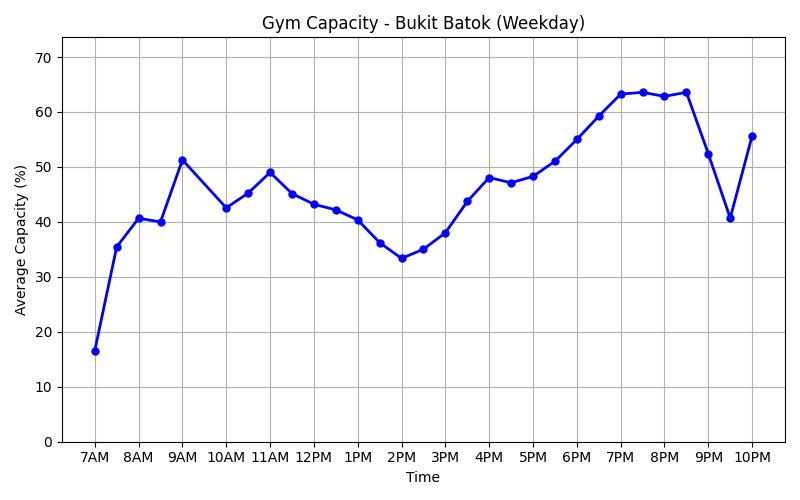 Gym Capacity - Bukit Batok (Weekday)
70
60
50
40
30
20
10
0
Average Capacity (%)
7AM 8AM 9AM 10AM 11AM 12PM 1PM 2PM 3PM 4PM 5PM 6PM 7PM 8PM 9PM 10PM
Time